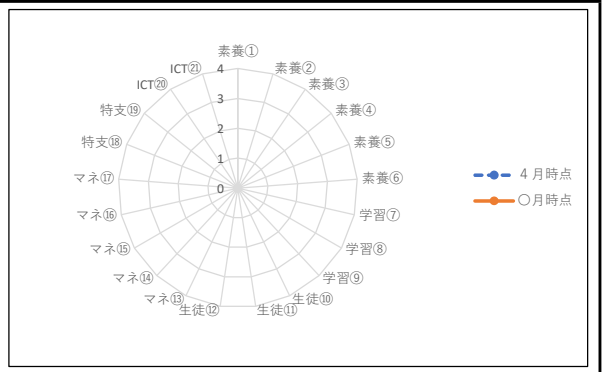 素養①
素養②
素養③
素養④
素養⑤
素養⑥
学習⑦
学習⑧
学習⑨
生徒⑩
生徒⑪
生徒⑫
マネ⑬
マネ⑭
マネ⑮
マネ⑯
マネ⑰
特支⑱
特支⑲
ICT⑳
ICT㉑
4
3
2
1
0
４月時点
〇月時点